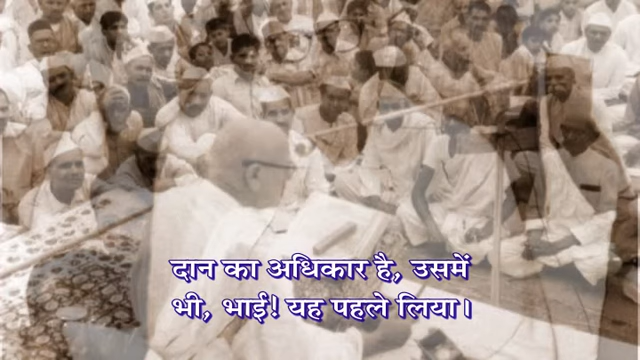 दान का अधिकार है, उसमें
भी, भाई! यह पहले लिया।